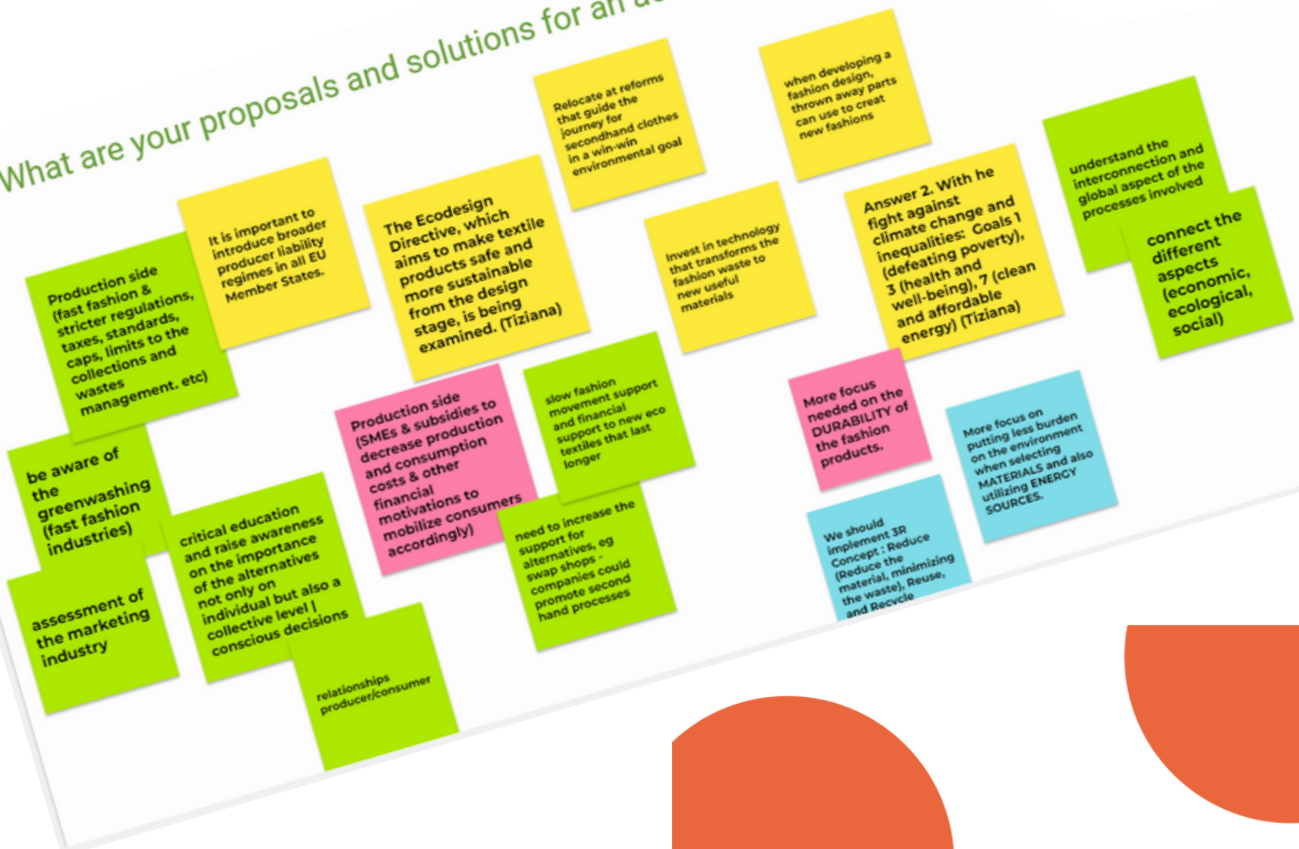 What are your proposals and solutions for an
It is important to
introduce broader
producer liability
regimes in all EU
Member States.
Production side
(fast fashion &
stricter regulations,
taxes, standards,
caps, limits to the
collections and
wastes
management. etc)
The Ecodesign
Directive, which
aims to make textile
products safe and
more sustainable
from the design
stage, is being
examined. (Tiziana)
Relocate at reforms
that guide the
journey for
secondhand clothes
in a win-win
environmental goal
when developing a
fashion design,
thrown away parts
can use to creat
new fashions
Invest in technology
that transforms the
fashion waste to
new useful
materials
Answer 2. With he
fight against
climate change and
inequalities: Goals 1
(defeating poverty),
3 (health and
well-being), 7 (clean
and affordable
energy) (Tiziana)
understand the
interconnection and
global aspect of the
processes involved
connect the
different
aspects
(economic,
ecological,
social)
be aware of
the
greenwashing
(fast fashion
industries)
assessment of
the marketing
industry
critical education
and raise awareness
on the importance
of the alternatives
not only on
individual but also a
collective level |
conscious decisions
relationships
producer/consumer
Production side
(SMEs & subsidies to
decrease production
and consumption
costs & other
financial
motivations to
mobilize consumers
accordingly)
slow fashion
movement support
and financial
support to new eco
textiles that last
longer
need to increase the
support for
alternatives, eg
swap shops -
companies could
promote second
hand processes
More focus
needed on the
DURABILITY of
the fashion
products.
More focus on
putting less burden
on the environment
when selecting
MATERIALS and also
utilizing ENERGY
SOURCES.
We should
implement 3R
Concept : Reduce
(Reduce the
material, minimizing
the waste), Reuse,
and Recycle